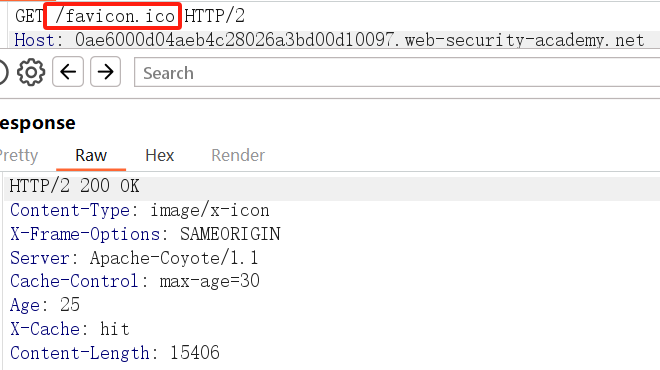 GET /favicon.ico HTTP/2
Host: 0ae6000d04aeb4c28026a3bd00d10097.web-security-academy.net
Search
esponse
retty Raw Hex Render
HTTP/2 200 OK
Content-Type: image/x-icon
X-Frame-Options: SAMEORIGIN
Server: Apache-Coyote/1.1
Cache-Control: max-age=30
Age: 25
X-Cache: hit
Content-Length: 15406